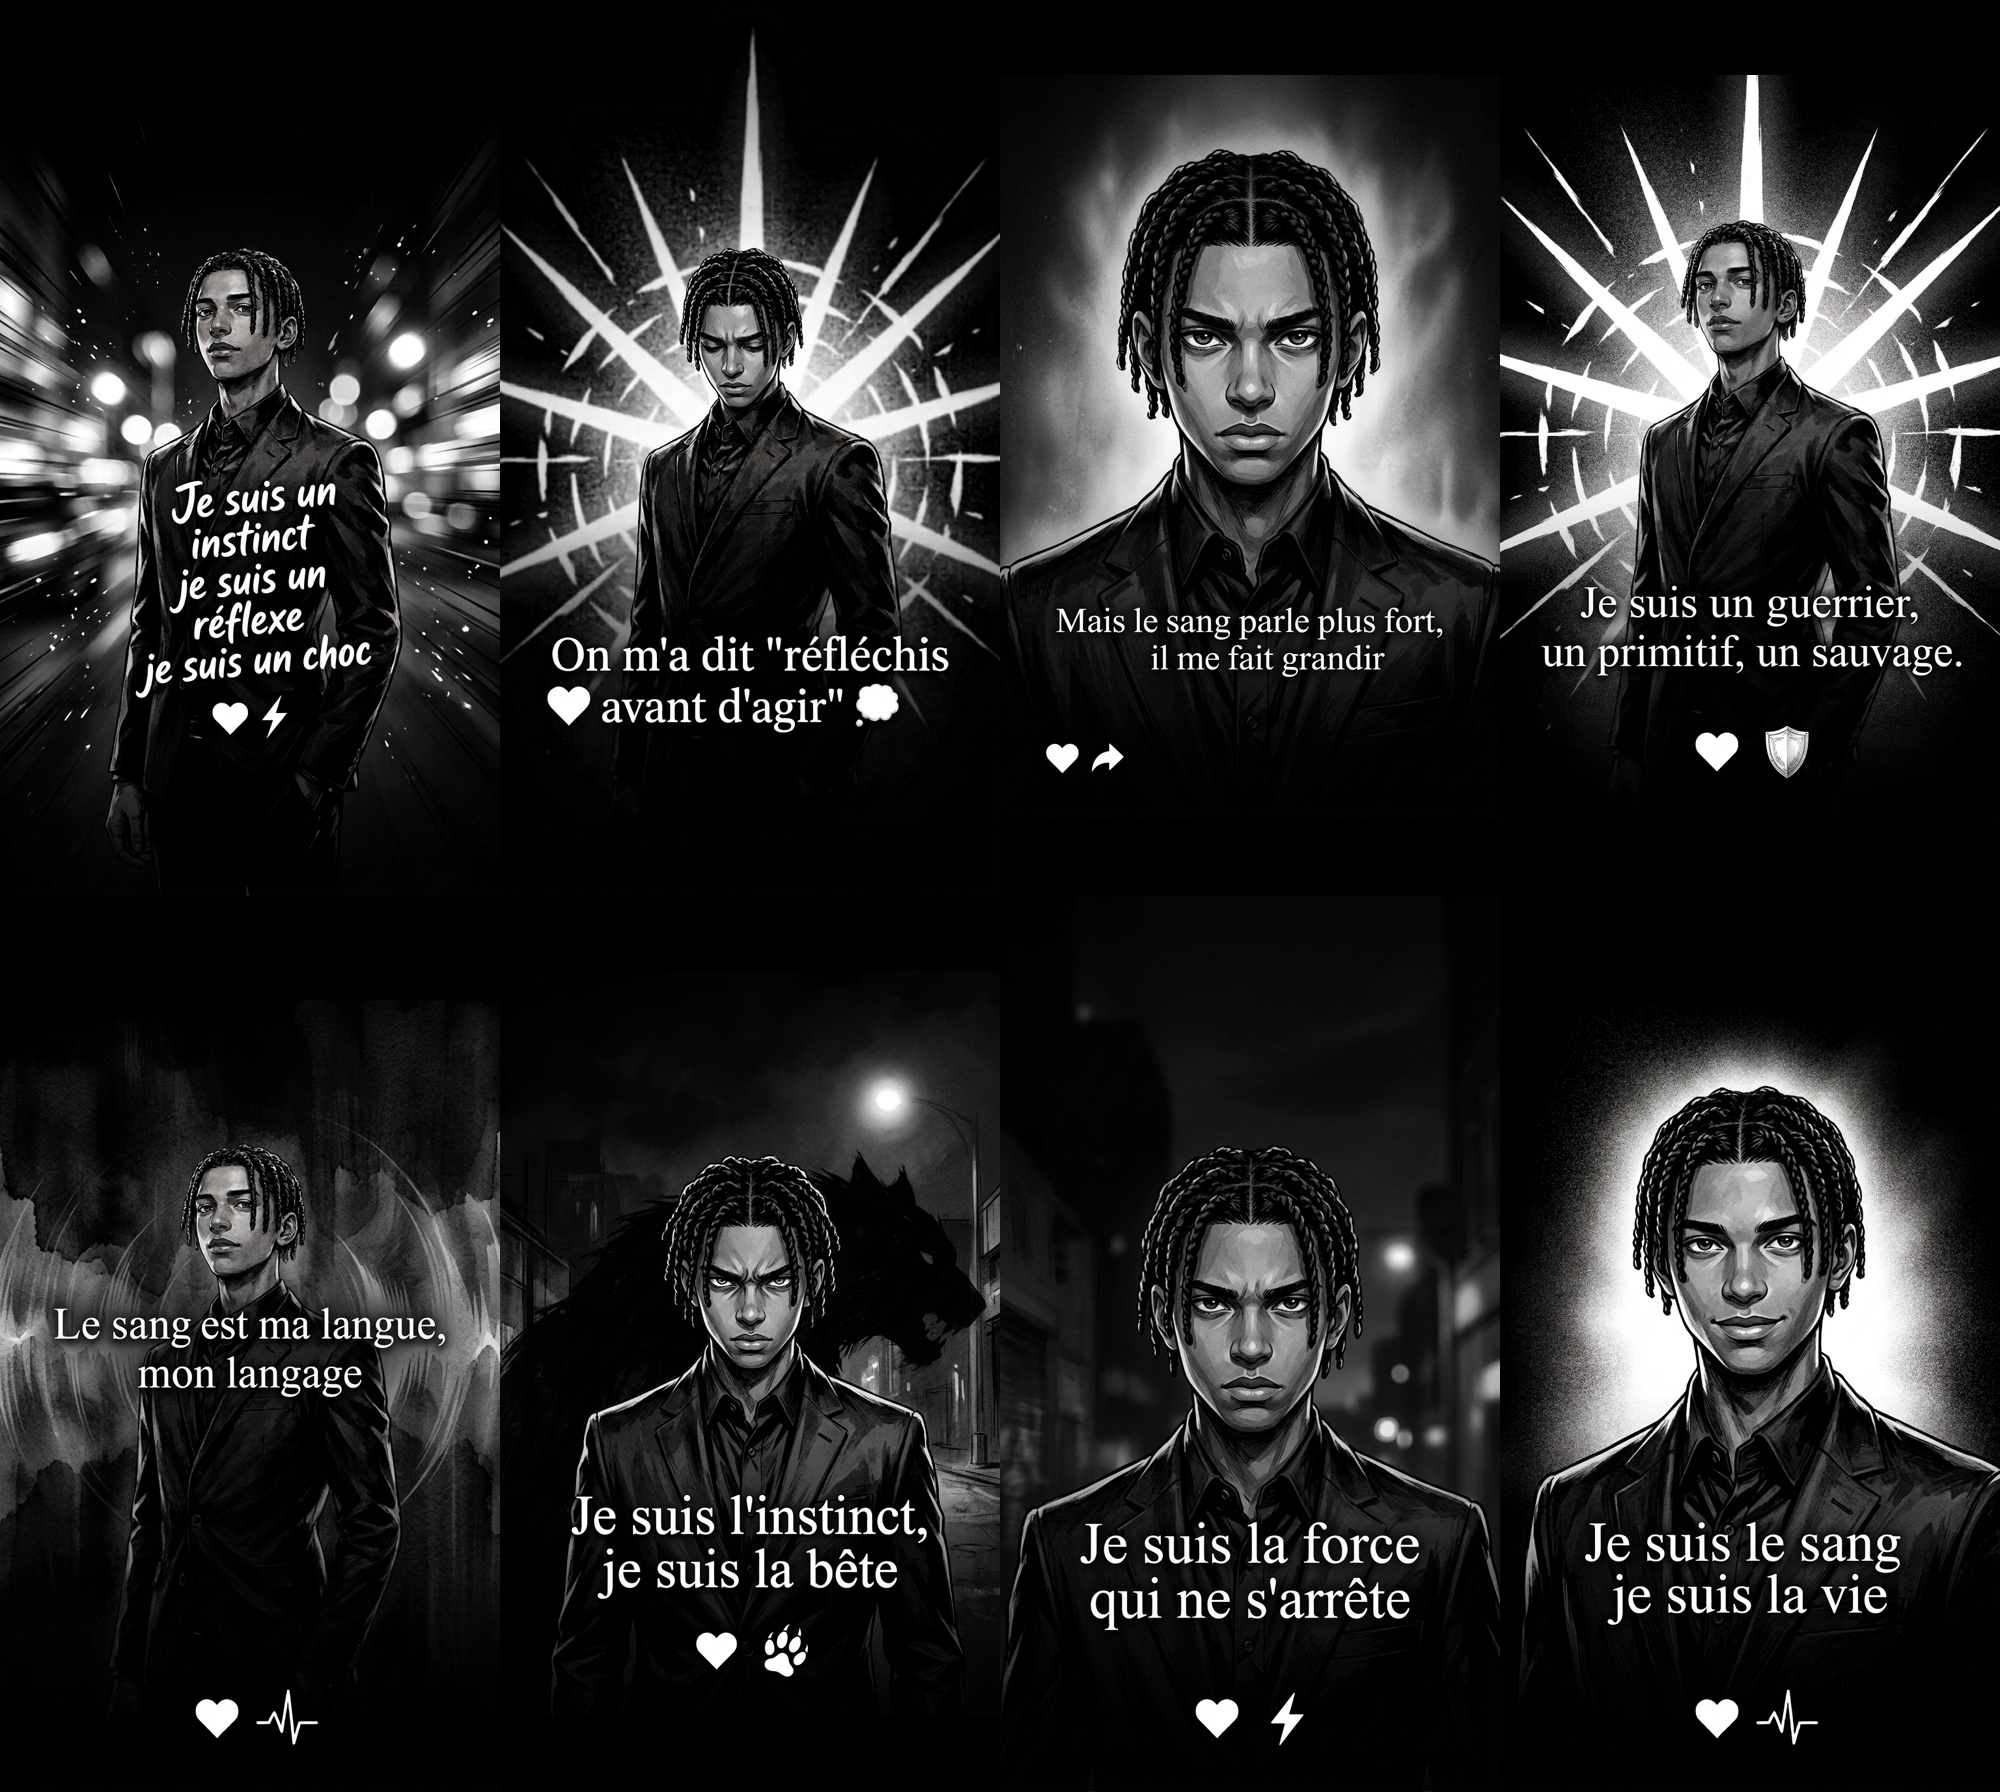 Je suis un
instinct
je suis un
réflexe
je suis un choc
On m'a dit "réfléchis
avant d'agir"
Mais le sang parle plus fort,
il me fait grandir
Je suis un guerrier,
un primitif, un sauvage.
Le sang est ma langue,
mon langage
Je suis l'instinct,
je suis la bête
Je suis la force
qui ne s'arrête
Je suis le sang
je suis la vie